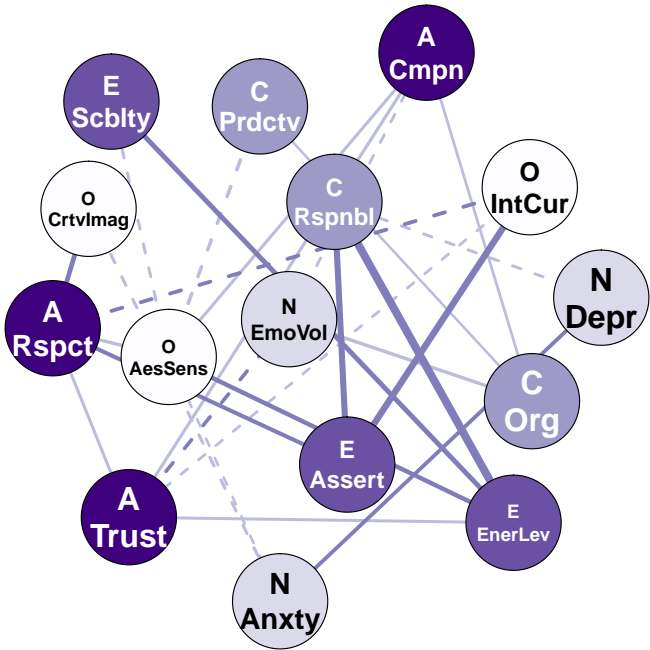 A
Cmpn
E
Scblty
C
Prdctv
O
IntCur
C
Rspnbl
O
CrtvImag
N
Depr
A
Rspct
N
EmoVol
O
AesSens
C
Org
E
Assert
A
Trust
E
EnerLev
N
Anxty